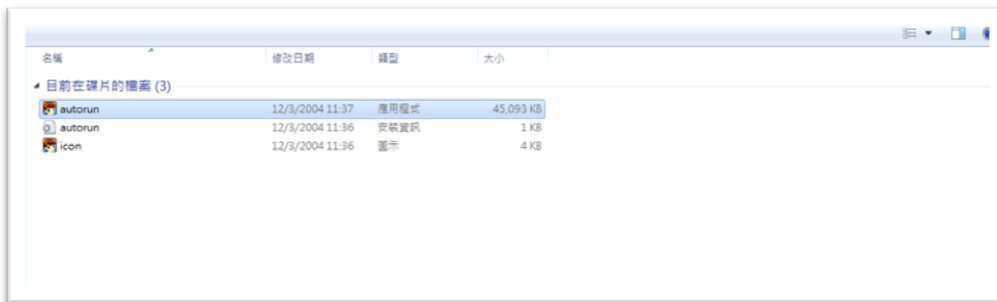 名稱 修改日期 類型 大小
目前在碟片的檔案 (3)
autorun 12/3/2004 11:37 應用程式 45,093 KB
autorun 12/3/2004 11:36 安裝資訊 1 KB
icon 12/3/2004 11:36 圖示 4 KB